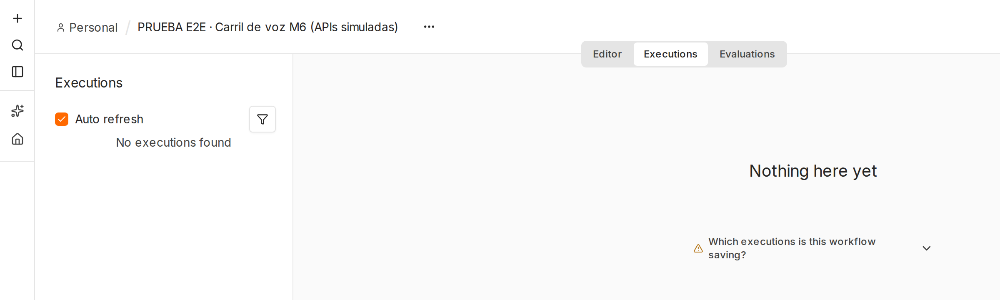 Personal / PRUEBA E2E · Carril de voz M6 (APIs simuladas)
Editor Executions Evaluations
Executions
Auto refresh
No executions found
Nothing here yet
Which executions is this workflow
saving?